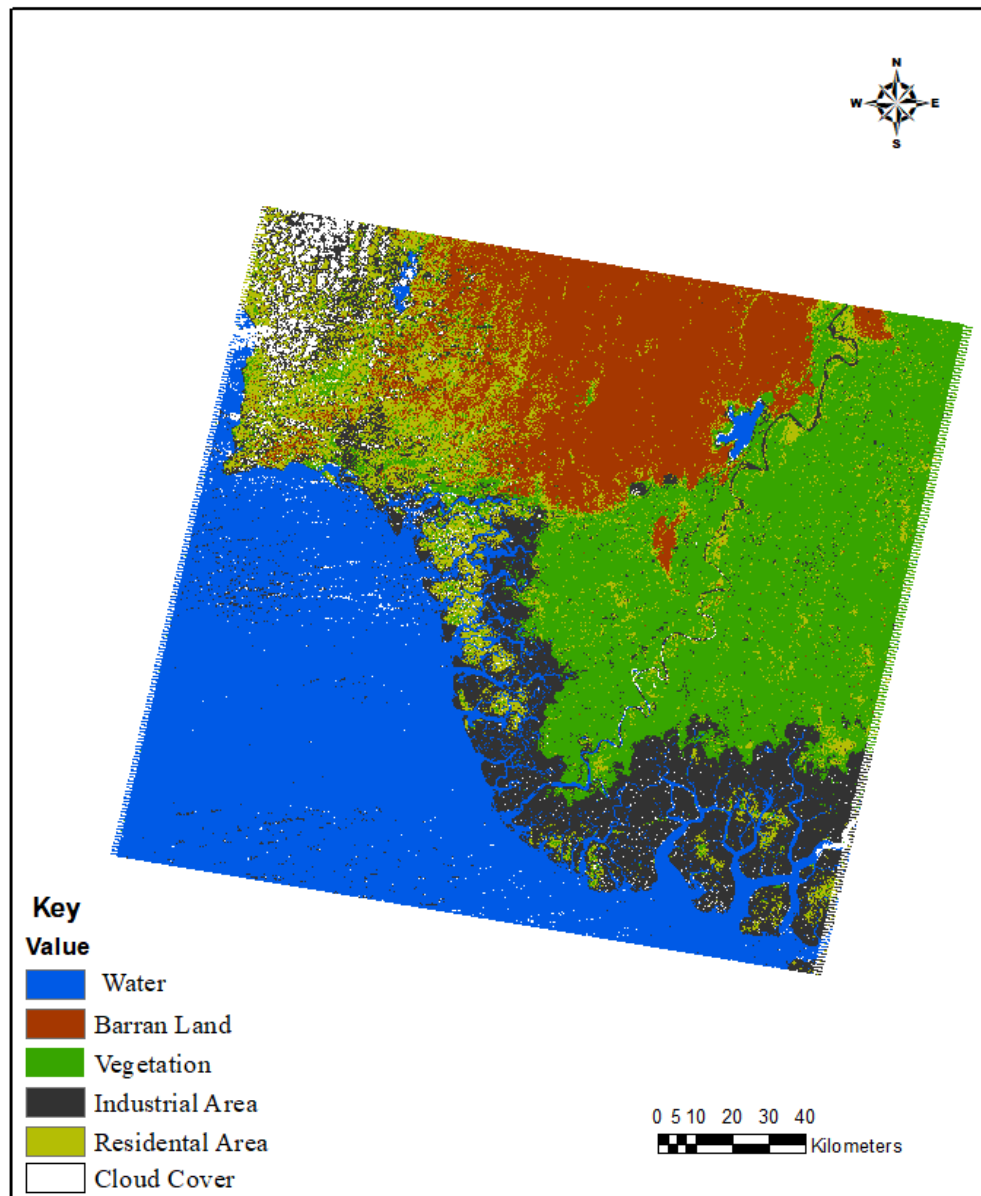 N
W E
S
Key
Value
Water
Barran Land
Vegetation
Industrial Area
Residental Area
Cloud Cover
0 5 10 20 30 40
Kilometers